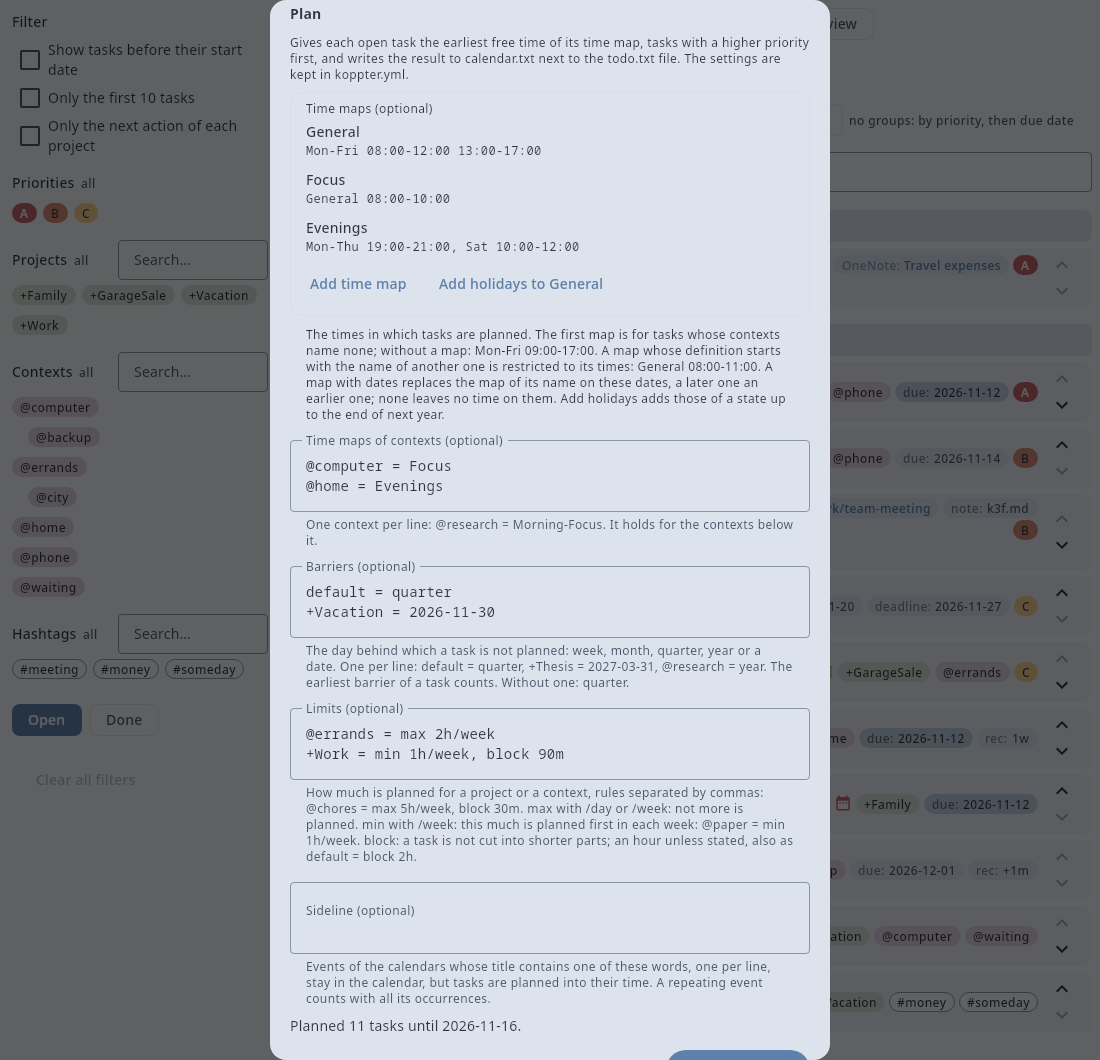 Filter
Show tasks before their start
date
Only the first 10 tasks
Only the next action of each
project
Priorities all
A B C
Projects all Search...
+Family +GarageSale +Vacation
+Work
Contexts all Search...
@computer
@backup
@errands
@city
@home
@phone
@waiting
Hashtags all Search...
#meeting #money #someday
Open Done
Clear all filters
Plan
Gives each open task the earliest free time of its time map, tasks with a higher priority
first, and writes the result to calendar.txt next to the todo.txt file. The settings are
kept in koppter.yml.
Time maps (optional)
General
Mon-Fri 08:00-12:00 13:00-17:00
Focus
General 08:00-10:00
Evenings
Mon-Thu 19:00-21:00, Sat 10:00-12:00
Add time map Add holidays to General
The times in which tasks are planned. The first map is for tasks whose contexts
name none; without a map: Mon-Fri 09:00-17:00. A map whose definition starts
with the name of another one is restricted to its times: General 08:00-11:00. A
map with dates replaces the map of its name on these dates, a later one an
earlier one; none leaves no time on them. Add holidays adds those of a state up
to the end of next year.
Time maps of contexts (optional)
@computer = Focus
@home = Evenings
One context per line: @research = Morning-Focus. It holds for the contexts below
it.
Barriers (optional)
default = quarter
+Vacation = 2026-11-30
The day behind which a task is not planned: week, month, quarter, year or a
date. One per line: default = quarter, +Thesis = 2027-03-31, @research = year. The
earliest barrier of a task counts. Without one: quarter.
Limits (optional)
@errands = max 2h/week
+Work = min 1h/week, block 90m
How much is planned for a project or a context, rules separated by commas:
@chores = max 5h/week, block 30m. max with /day or /week: not more is
planned. min with /week: this much is planned first in each week: @paper = min
1h/week. block: a task is not cut into shorter parts; an hour unless stated, also as
default = block 2h.
Sideline (optional)
Events of the calendars whose title contains one of these words, one per line,
stay in the calendar, but tasks are planned into their time. A repeating event
counts with all its occurrences.
Planned 11 tasks until 2026-11-16.
view
no groups: by priority, then due date
OneNote: Travel expenses A
@phone due: 2026-11-12 A
@phone due: 2026-11-14 B
rk/team-meeting note: k3f.md
B
1-20 deadline: 2026-11-27 C
+GarageSale @errands C
me due: 2026-11-12 rec: 1w
+Family due: 2026-11-12
p due: 2026-12-01 rec: +1m
ation @computer @waiting
Vacation #money #someday